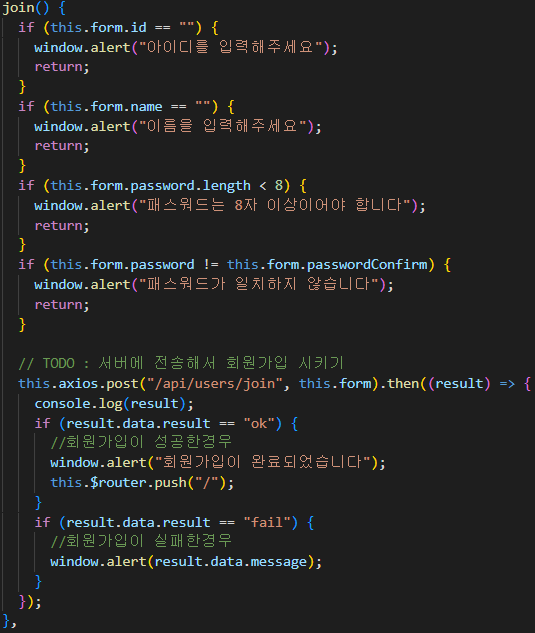 join() {
  if (this.form.id == "") {
    window.alert("아이디를 입력해주세요");
    return;
  }
  if (this.form.name == "") {
    window.alert("이름을 입력해주세요");
    return;
  }
  if (this.form.password.length < 8) {
    window.alert("패스워드는 8자 이상이어야 합니다");
    return;
  }
  if (this.form.password != this.form.passwordConfirm) {
    window.alert("패스워드가 일치하지 않습니다");
    return;
  }

  // TODO : 서버에 전송해서 회원가입 시키기
  this.axios.post("/api/users/join", this.form).then((result) => {
    console.log(result);
    if (result.data.result == "ok") {
      //회원가입이 성공한경우
      window.alert("회원가입이 완료되었습니다");
      this.$router.push("/");
    }
    if (result.data.result == "fail") {
      //회원가입이 실패한경우
      window.alert(result.data.message);
    }
  });
},